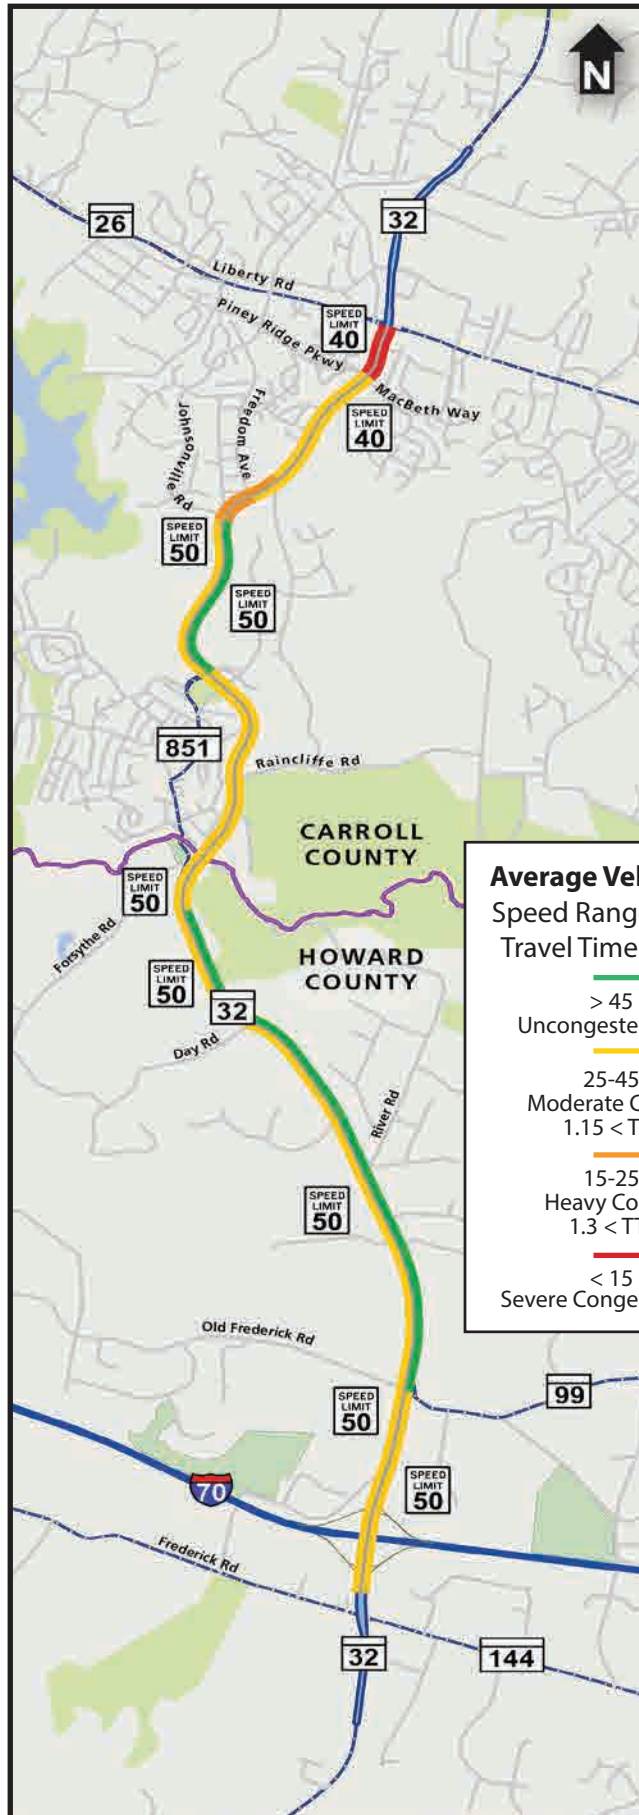 N
26
32
Liberty Rd
Piney Ridge Pkwy
SPEED
LIMIT
40
MacBeth Way
SPEED
LIMIT
40
Freedom Ave
Johnsonville Rd
SPEED
LIMIT
50
SPEED
LIMIT
50
851
Raincliffe Rd
CARROLL
COUNTY
SPEED
LIMIT
50
Forsythe Rd
HOWARD
COUNTY
SPEED
LIMIT
50
32
Day Rd
River Rd
SPEED
LIMIT
50
Average Vel
Speed Rang
Travel Time
> 45
Uncongeste
25-45
Moderate C
1.15 < T
15-25
Heavy Co
1.3 < TT
< 15
Severe Conge
Old Frederick Rd
99
SPEED
LIMIT
50
SPEED
LIMIT
50
70
Frederick Rd
32
144